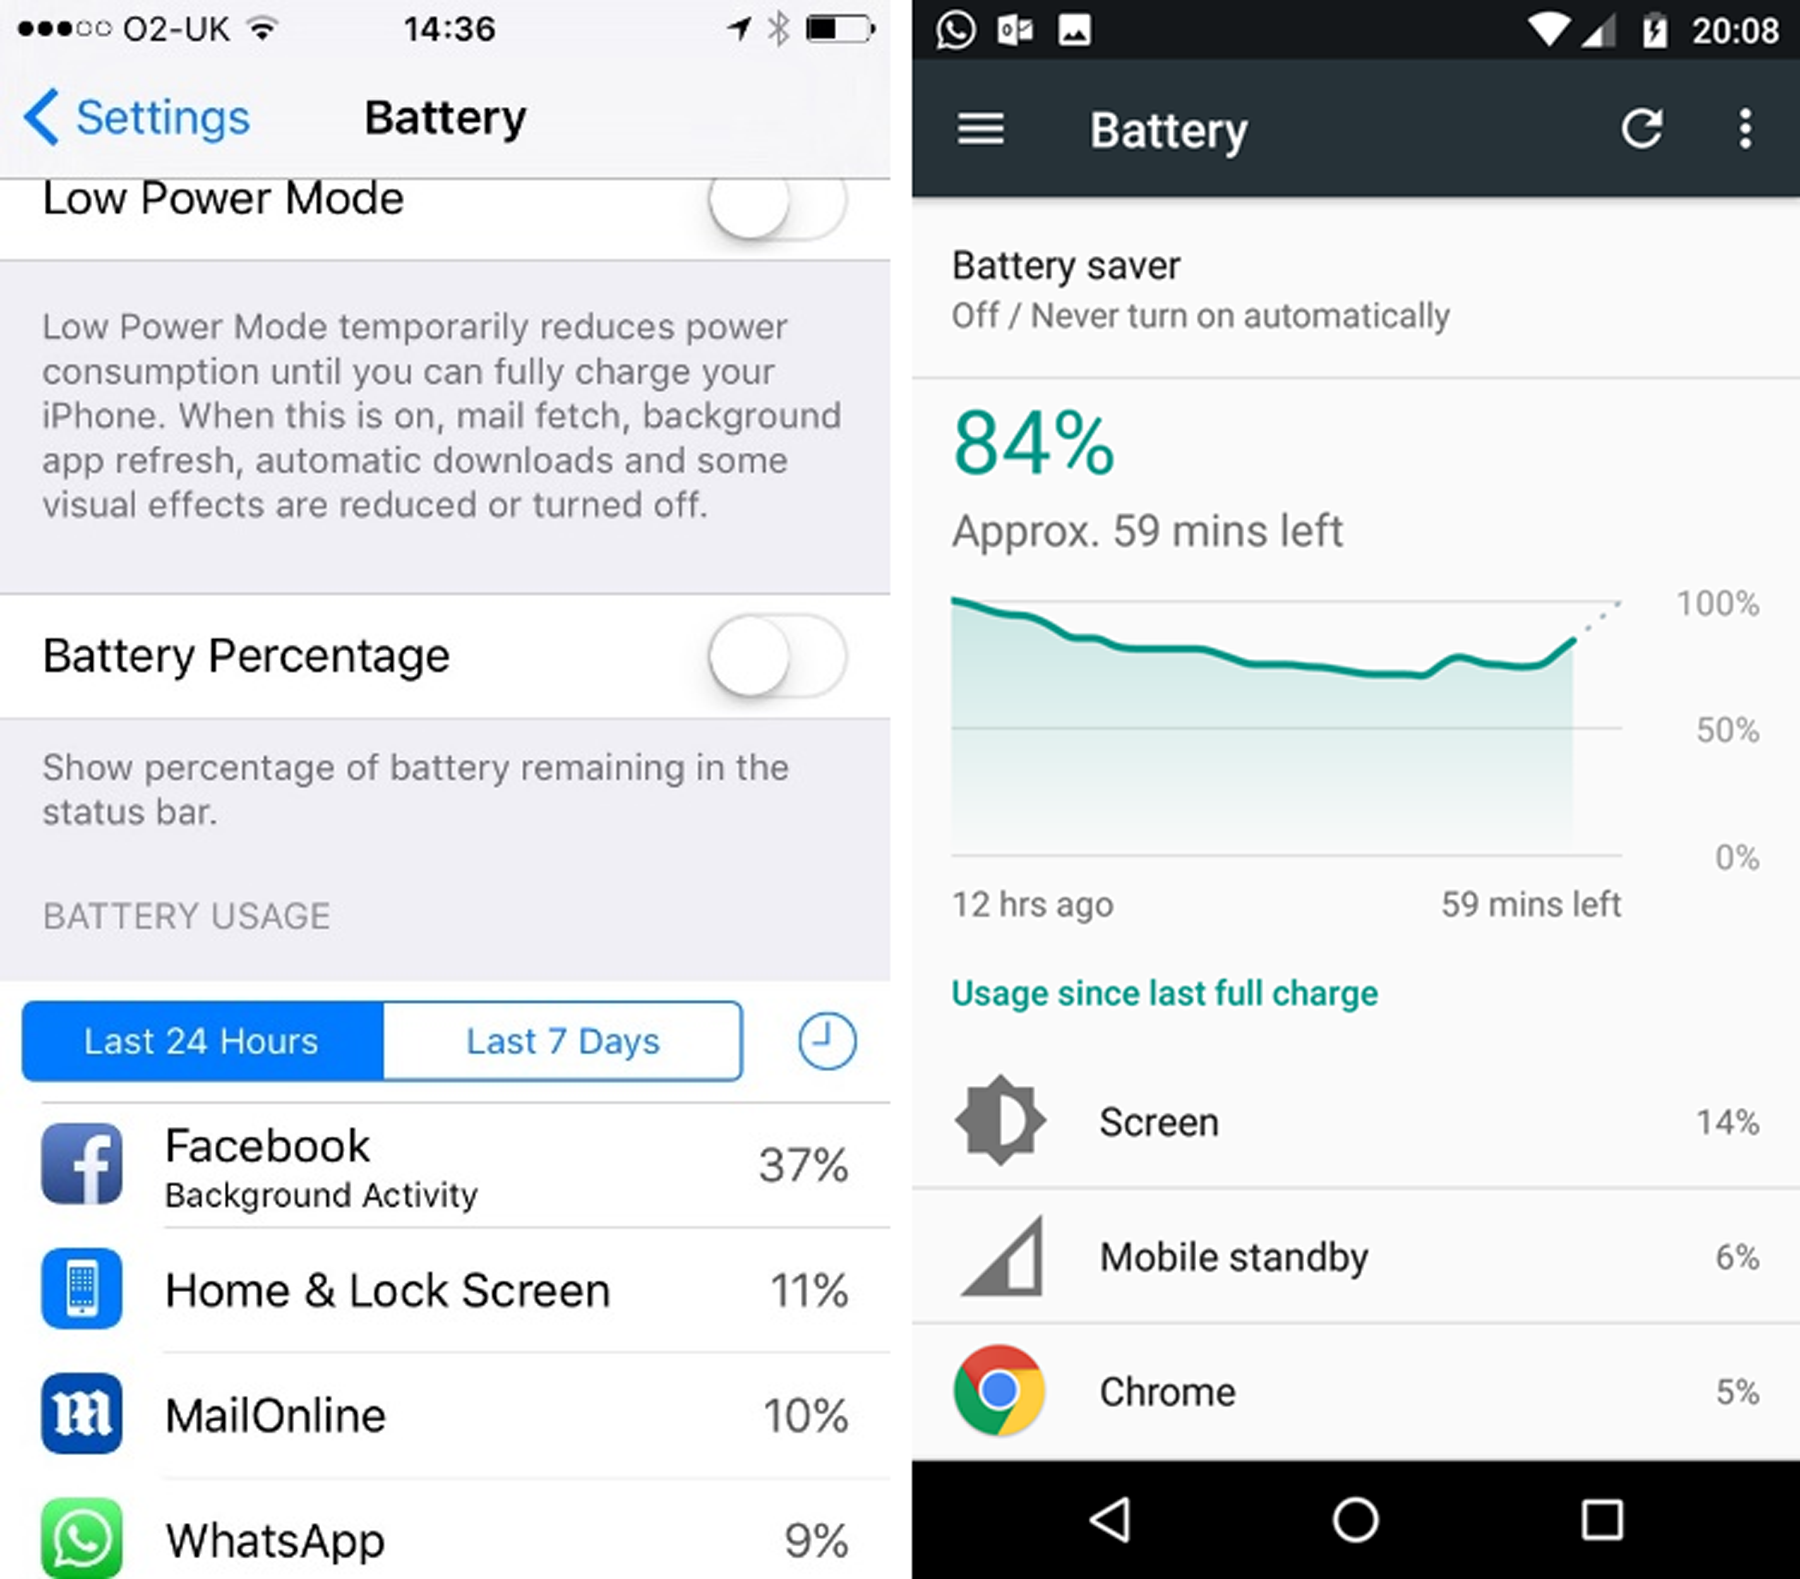 O2-UK 14:36
Settings Battery
Low Power Mode
Low Power Mode temporarily reduces power
consumption until you can fully charge your
iPhone. When this is on, mail fetch, background
app refresh, automatic downloads and some
visual effects are reduced or turned off.
Battery Percentage
Show percentage of battery remaining in the
status bar.
BATTERY USAGE
Last 24 Hours Last 7 Days
Facebook 37%
Background Activity
Home & Lock Screen 11%
MailOnline 10%
WhatsApp 9%
20:08
Battery
Battery saver
Off / Never turn on automatically
84%
Approx. 59 mins left
100%
50%
0%
12 hrs ago 59 mins left
Usage since last full charge
Screen 14%
Mobile standby 6%
Chrome 5%